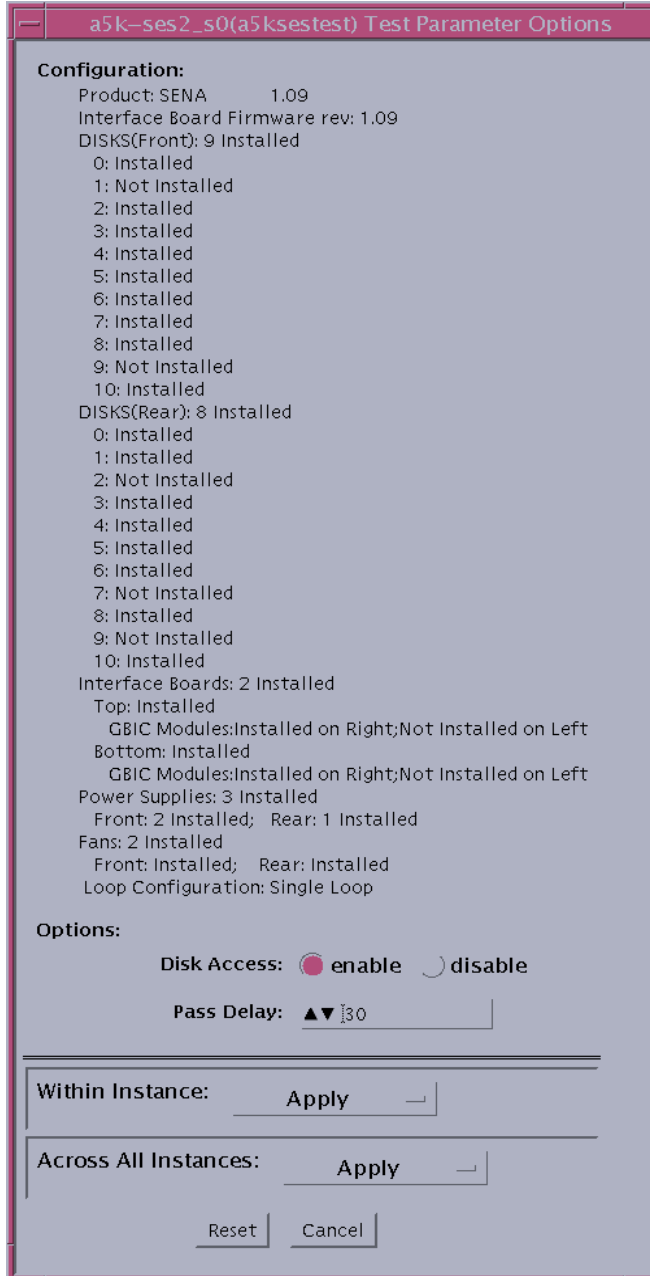 a5k-ses2_s0(a5ksestest) Test Parameter Options
Configuration:
Product: SENA 1.09
Interface Board Firmware rev: 1.09
DISKS(Front): 9 Installed
0: Installed
1: Not Installed
2: Installed
3: Installed
4: Installed
5: Installed
6: Installed
7: Installed
8: Installed
9: Not Installed
10: Installed
DISKS(Rear): 8 Installed
0: Installed
1: Installed
2: Not Installed
3: Installed
4: Installed
5: Installed
6: Installed
7: Not Installed
8: Installed
9: Not Installed
10: Installed
Interface Boards: 2 Installed
Top: Installed
GBIC Modules:Installed on Right;Not Installed on Left
Bottom: Installed
GBIC Modules:Installed on Right;Not Installed on Left
Power Supplies: 3 Installed
Front: 2 Installed; Rear: 1 Installed
Fans: 2 Installed
Front: Installed; Rear: Installed
Loop Configuration: Single Loop
Options:
Disk Access: enable disable
Pass Delay: 30
Within Instance: Apply
Across All Instances: Apply
Reset Cancel